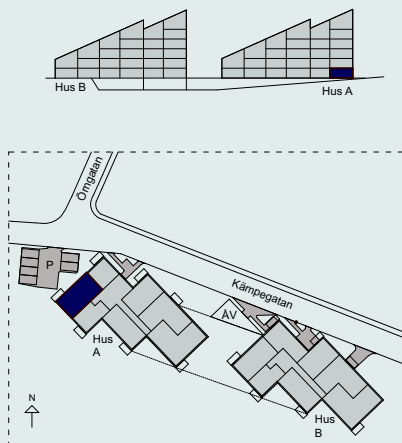 Hus B
Hus A
Örngatan
P
Kämpegatan
ÅV
Hus
A
N
Hus
B